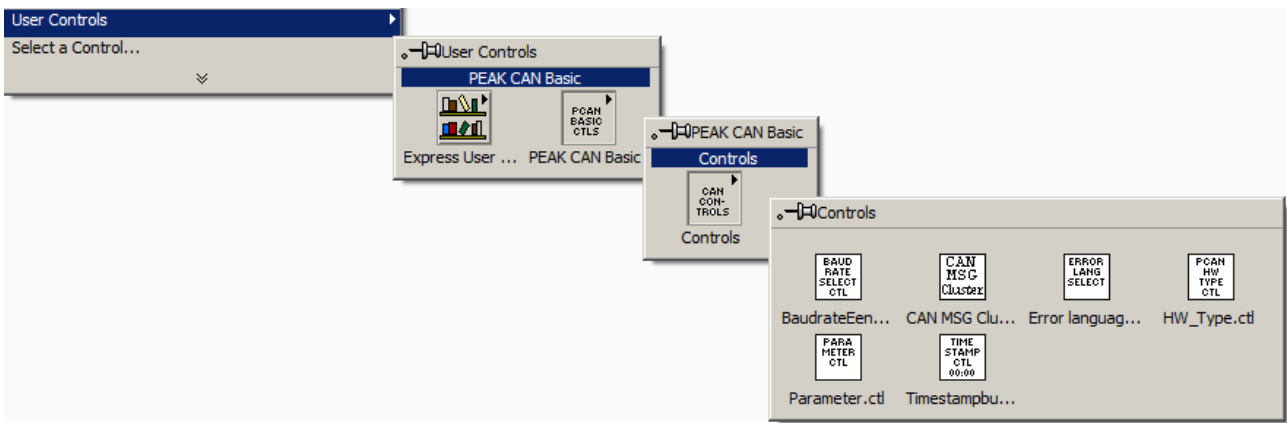 User Controls
Select a Control...
User Controls
PEAK CAN Basic
PCAN
BASIC
CTLS
Express User ... PEAK CAN Basic
PEAK CAN Basic
Controls
CAN
CON-
TROLS
Controls
Controls
BAUD
RATE
SELECT
CTL
CAN
MSG
Cluster
ERROR
LANG
SELECT
PCAN
HW
TYPE
CTL
BaudrateEen... CAN MSG Clu... Error languag... HW_Type.ctl
PARA
METER
CTL
TIME
STAMP
CTL
00:00
Parameter.ctl Timestampbu...